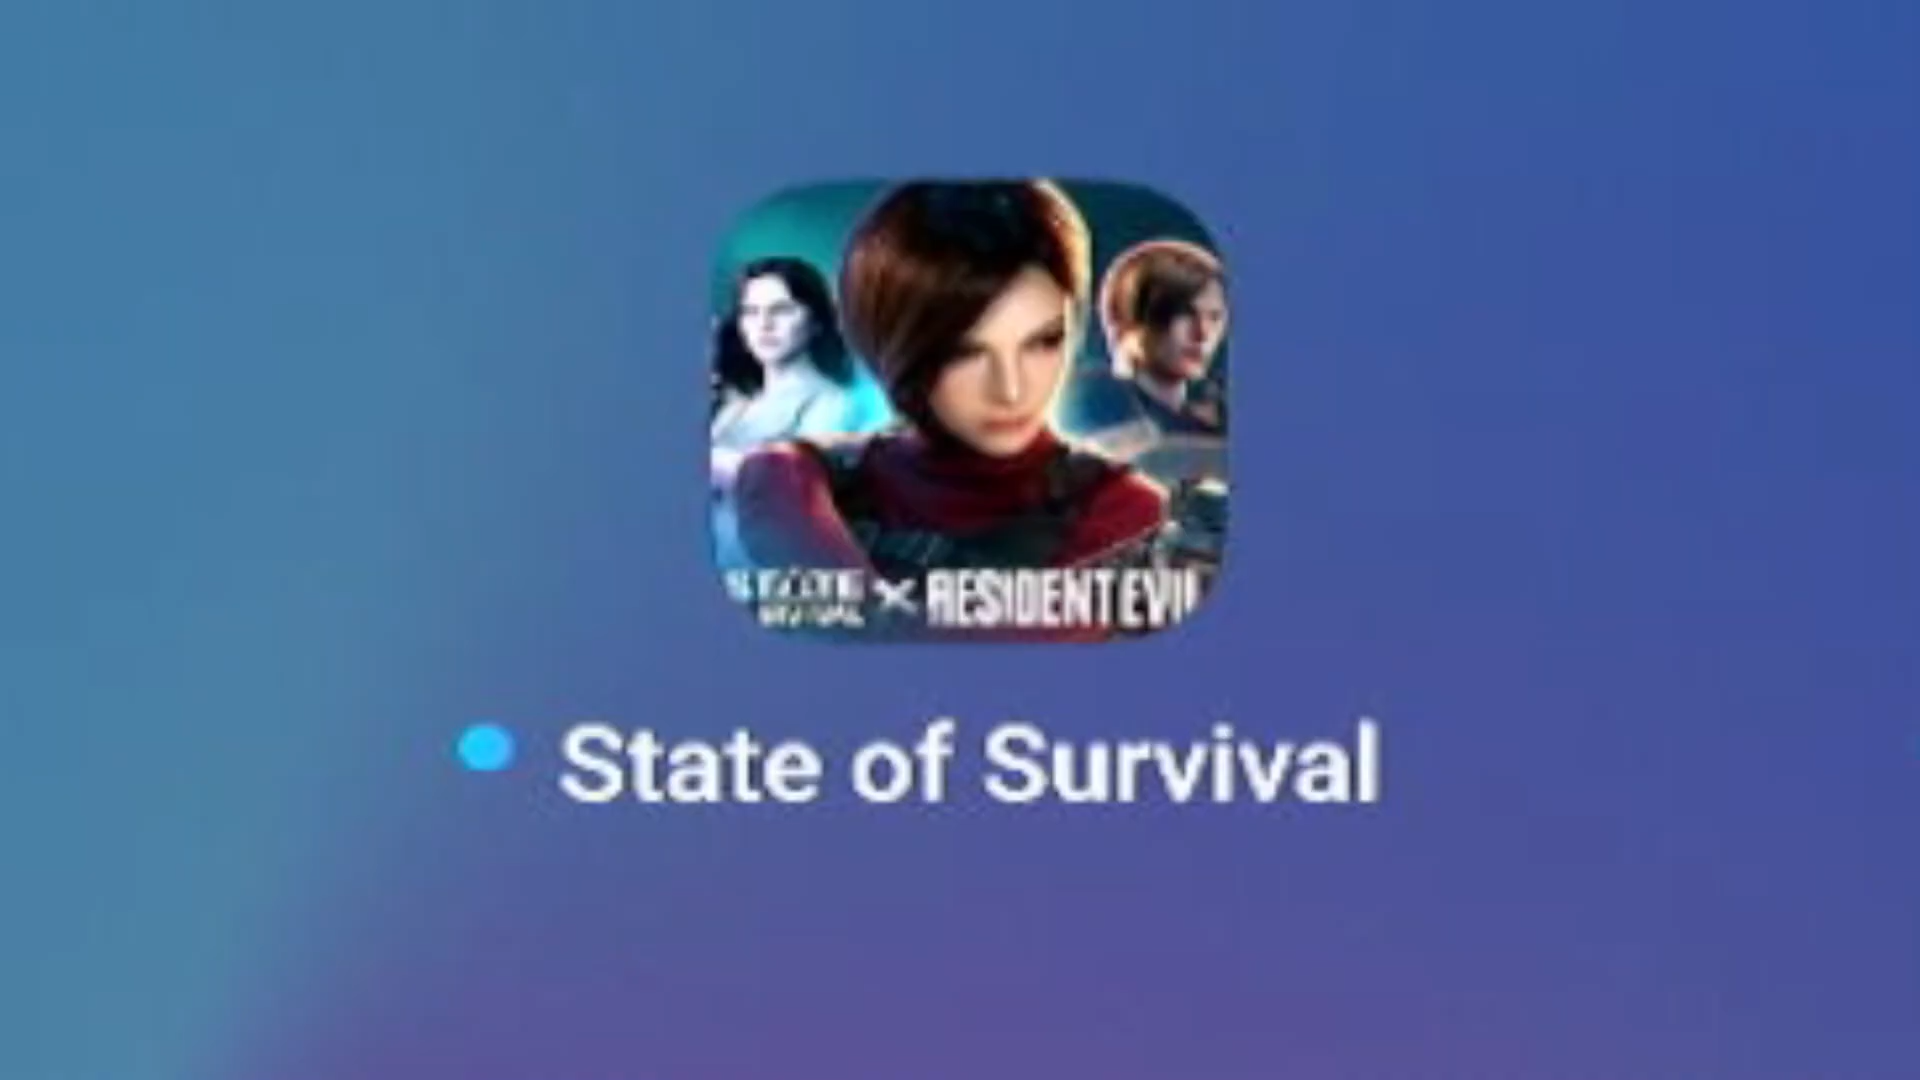 × RESIDENT EVIL
State of Survival